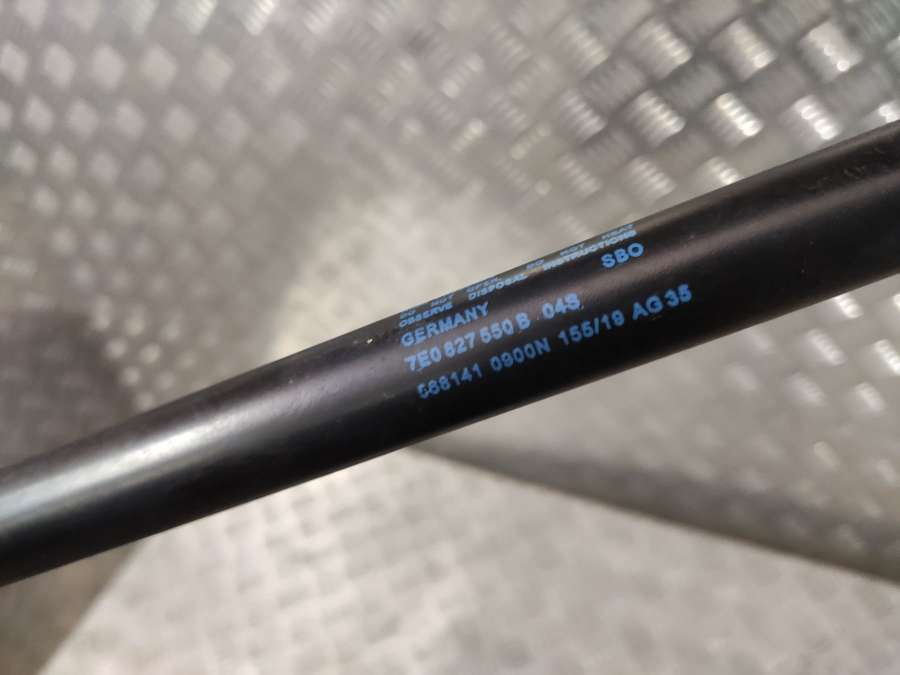 DO NOT OPEN. DO NOT HEAT
OBSERVE DISPOSAL INSTRUCTIONS
GERMANY SBO
7E0 827 550 B 04S
688141 0900N 155/19 AG 35